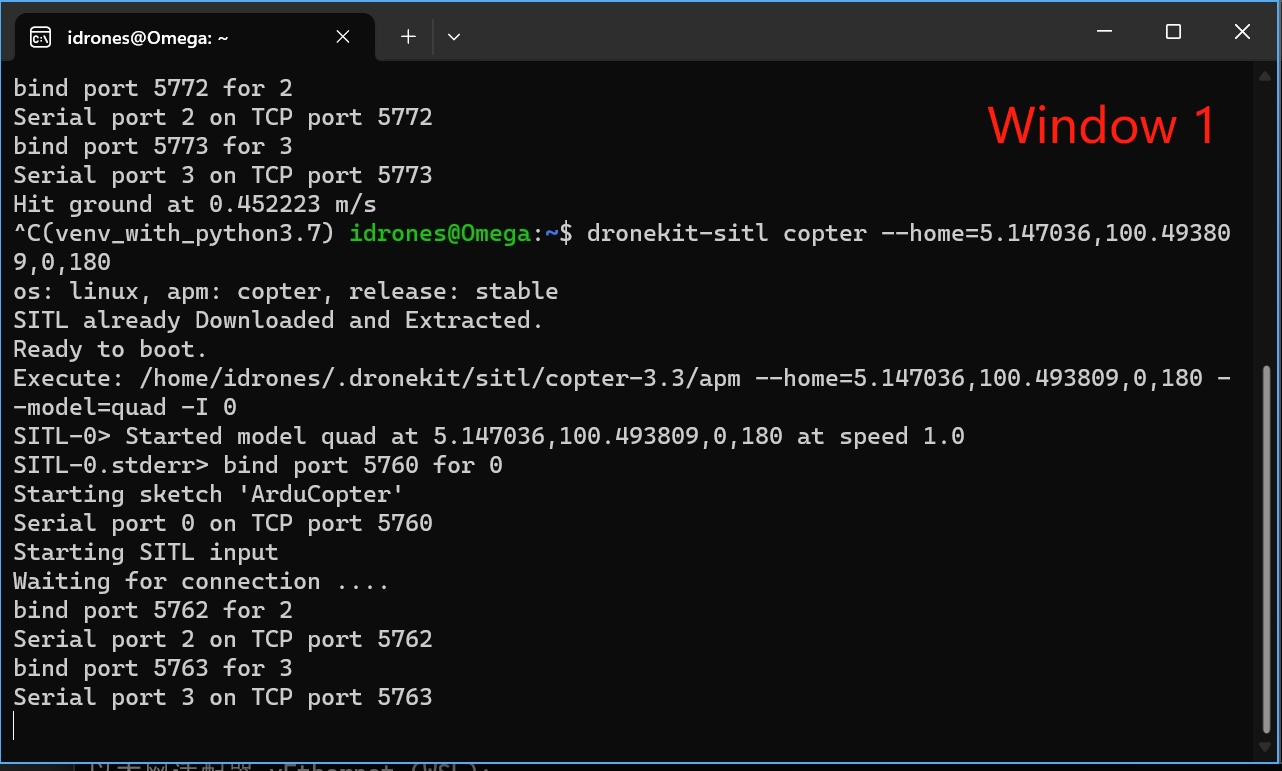 idrones@Omega: ~
bind port 5772 for 2
Serial port 2 on TCP port 5772
bind port 5773 for 3
Serial port 3 on TCP port 5773
Hit ground at 0.452223 m/s
^C(venv_with_python3.7) idrones@Omega:~$ dronekit-sitl copter --home=5.147036,100.49380
9,0,180
os: linux, apm: copter, release: stable
SITL already Downloaded and Extracted.
Ready to boot.
Execute: /home/idrones/.dronekit/sitl/copter-3.3/apm --home=5.147036,100.493809,0,180 -
-model=quad -I 0
SITL-0> Started model quad at 5.147036,100.493809,0,180 at speed 1.0
SITL-0.stderr> bind port 5760 for 0
Starting sketch 'ArduCopter'
Serial port 0 on TCP port 5760
Starting SITL input
Waiting for connection ....
bind port 5762 for 2
Serial port 2 on TCP port 5762
bind port 5763 for 3
Serial port 3 on TCP port 5763
Window 1